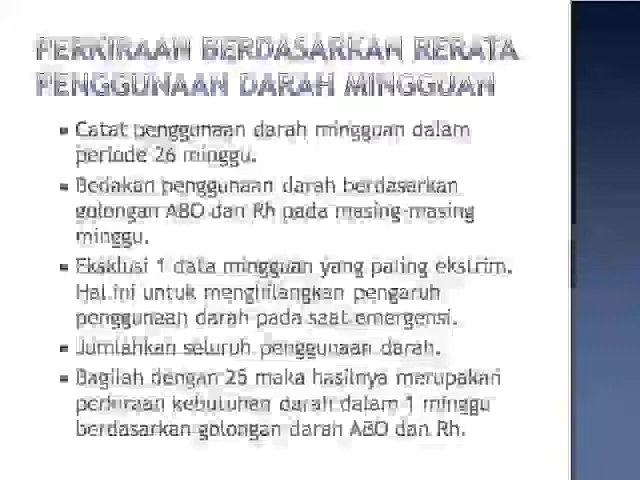 PERKIRAAN BERDASARKAN RERATA
PENGGUNAAN DARAH MINGGUAN
Catat penggunaan darah mingguan dalam
periode 26 minggu.
Bedakan penggunaan darah berdasarkan
golongan ABO dan Rh pada masing-masing
minggu.
Eksklusi 1 data mingguan yang paling ekstrim.
Hal ini untuk menghilangkan pengaruh
penggunaan darah pada saat emergensi.
Jumlahkan seluruh penggunaan darah.
Bagilah dengan 25 maka hasilnya merupakan
perkiraan kebutuhan darah dalam 1 minggu
berdasarkan golongan darah ABO dan Rh.